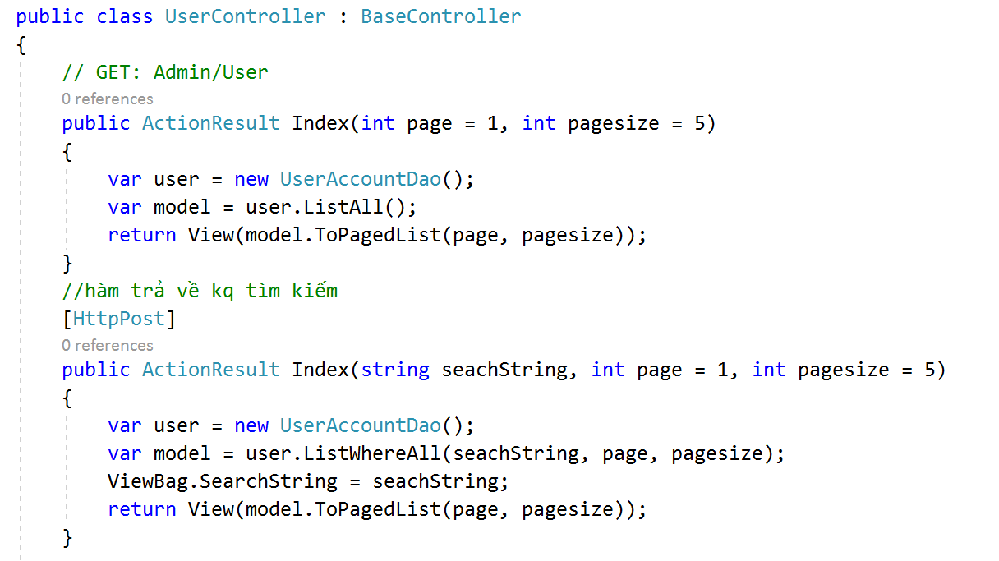 public class UserController : BaseController
{
// GET: Admin/User
0 references
public ActionResult Index(int page = 1, int pagesize = 5)
{
var user = new UserAccountDao();
var model = user.ListAll();
return View(model.ToPagedList(page, pagesize));
}
//hàm trả về kq tìm kiếm
[HttpPost]
0 references
public ActionResult Index(string seachString, int page = 1, int pagesize = 5)
{
var user = new UserAccountDao();
var model = user.ListWhereAll(seachString, page, pagesize);
ViewBag.SearchString = seachString;
return View(model.ToPagedList(page, pagesize));
}